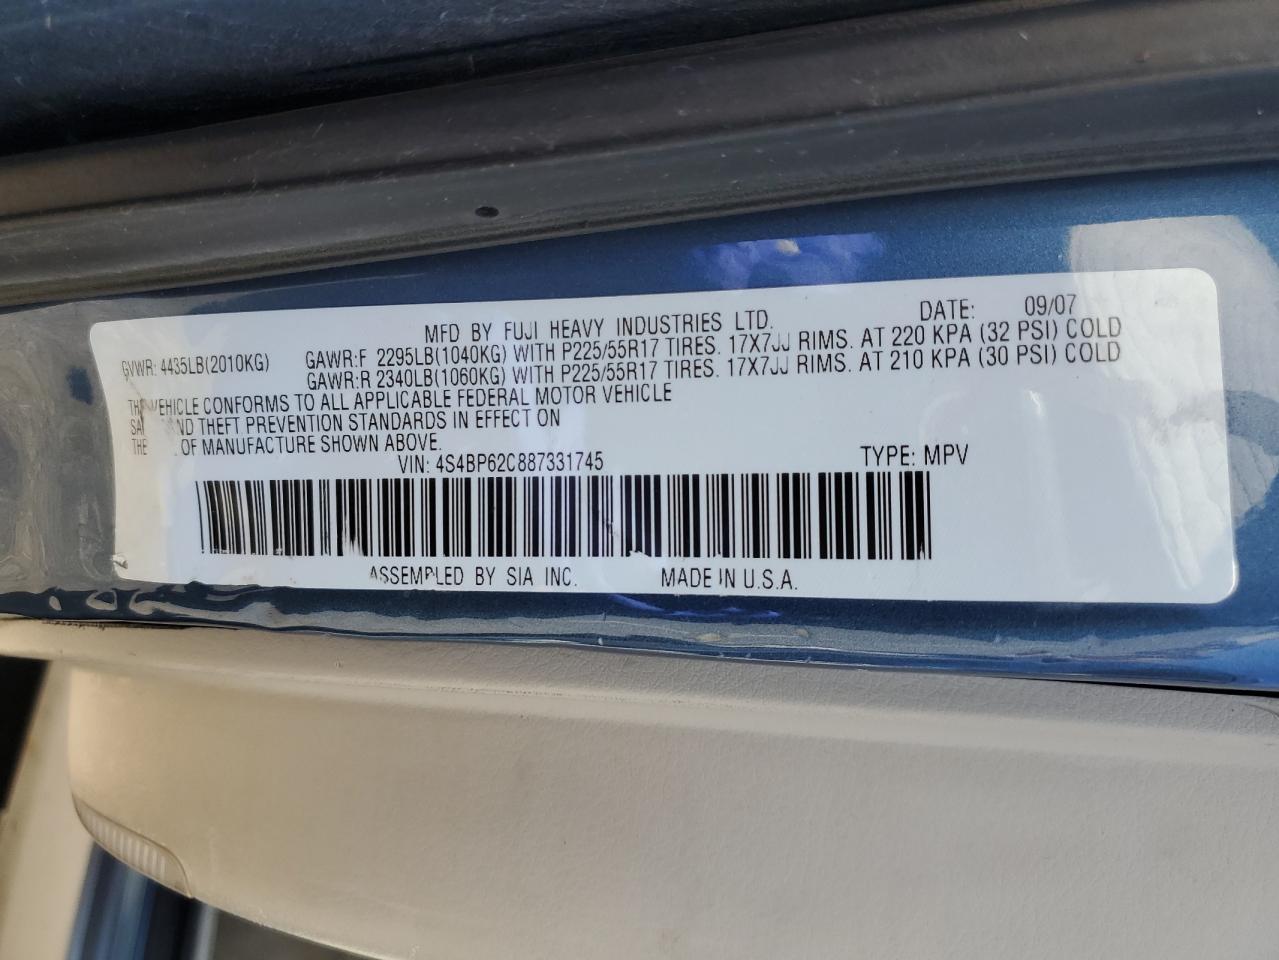 MFD BY FUJI HEAVY INDUSTRIES LTD. DATE: 09/07
GVWR: 4435LB(2010KG) GAWR:F 2295LB(1040KG) WITH P225/55R17 TIRES. 17X7JJ RIMS. AT 220 KPA (32 PSI) COLD
GAWR:R 2340LB(1060KG) WITH P225/55R17 TIRES. 17X7JJ RIMS. AT 210 KPA (30 PSI) COLD
VEHICLE CONFORMS TO ALL APPLICABLE FEDERAL MOTOR VEHICLE
AND THEFT PREVENTION STANDARDS IN EFFECT ON
THE OF MANUFACTURE SHOWN ABOVE.
VIN: 4S4BP62C887331745 TYPE: MPV
ASSEMBLED BY SIA INC. MADE IN U.S.A.